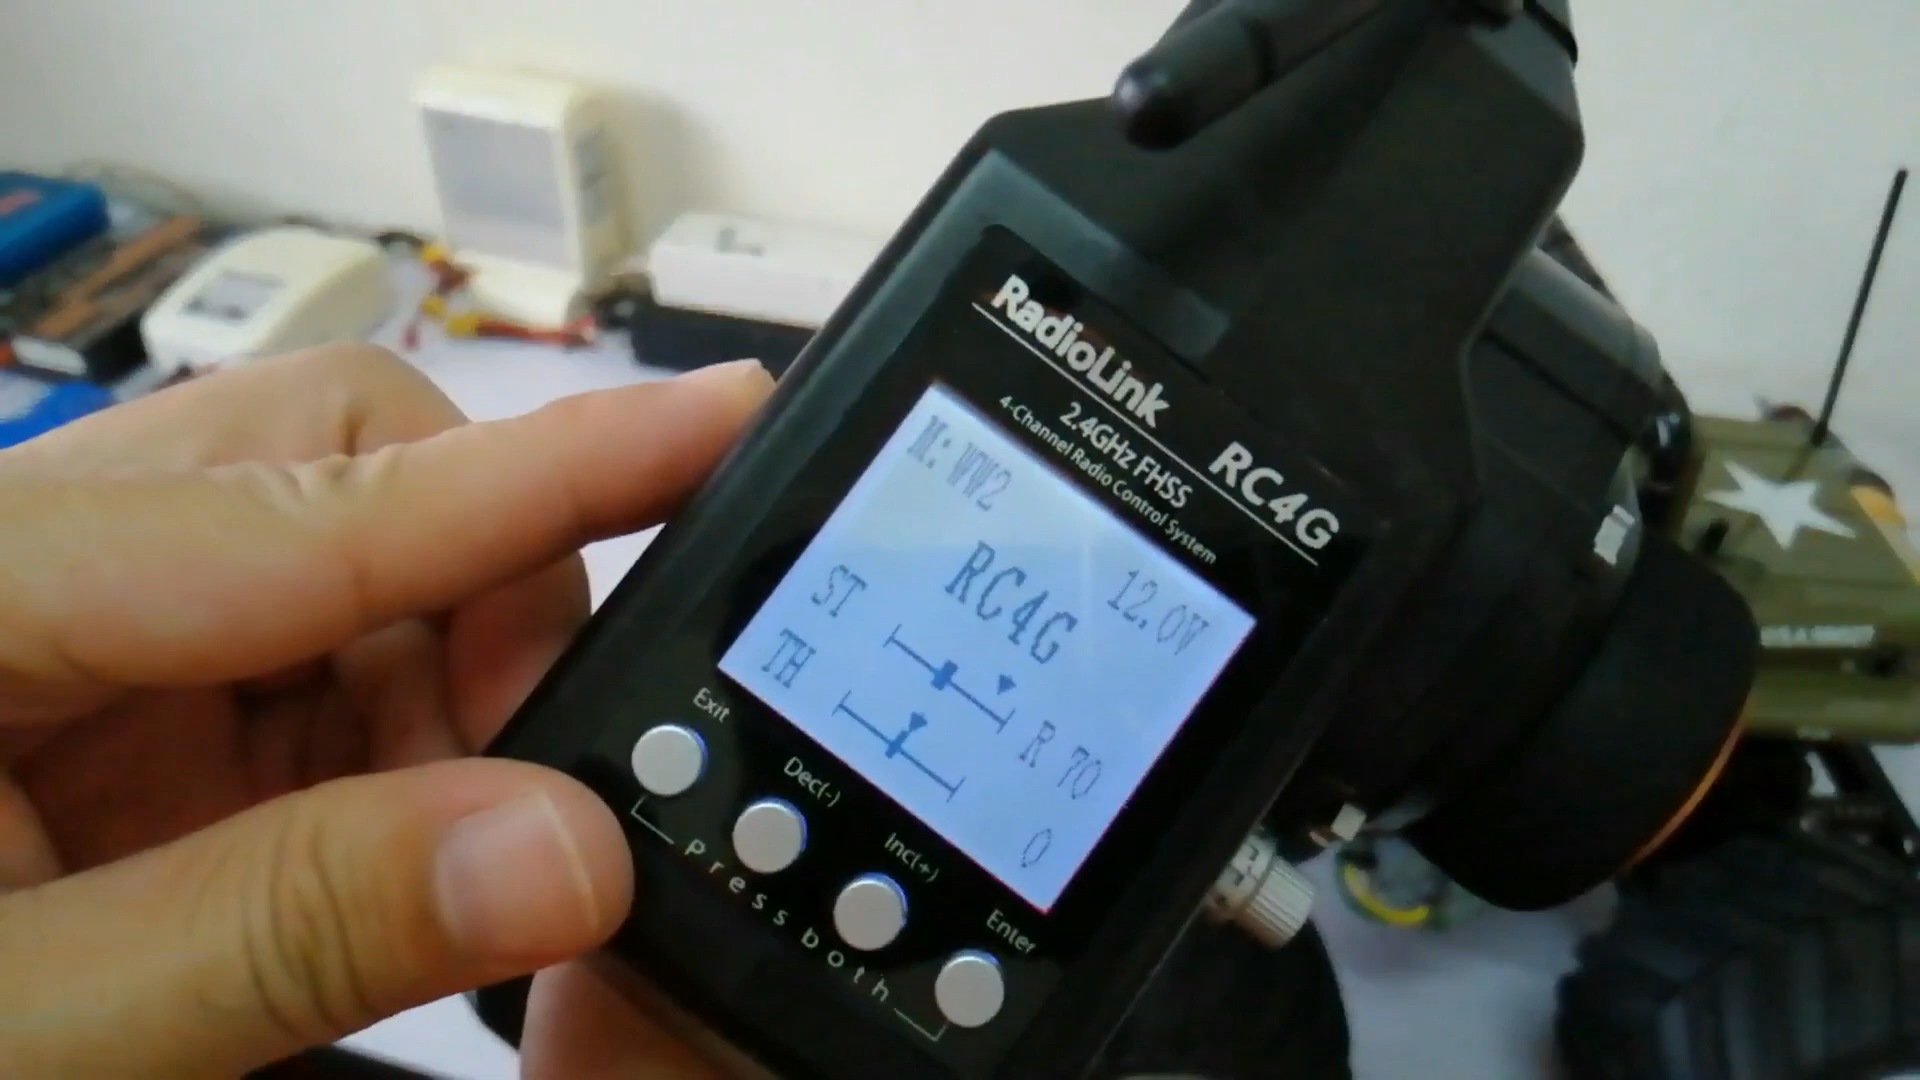 RadioLink RC4G
2.4GHz FHSS
4-Channel Radio Control System
M: WW2
12.0V
RC4G
ST
R 70
TH
0
Exit
Dec(-)
Inc(+)
Enter
press both